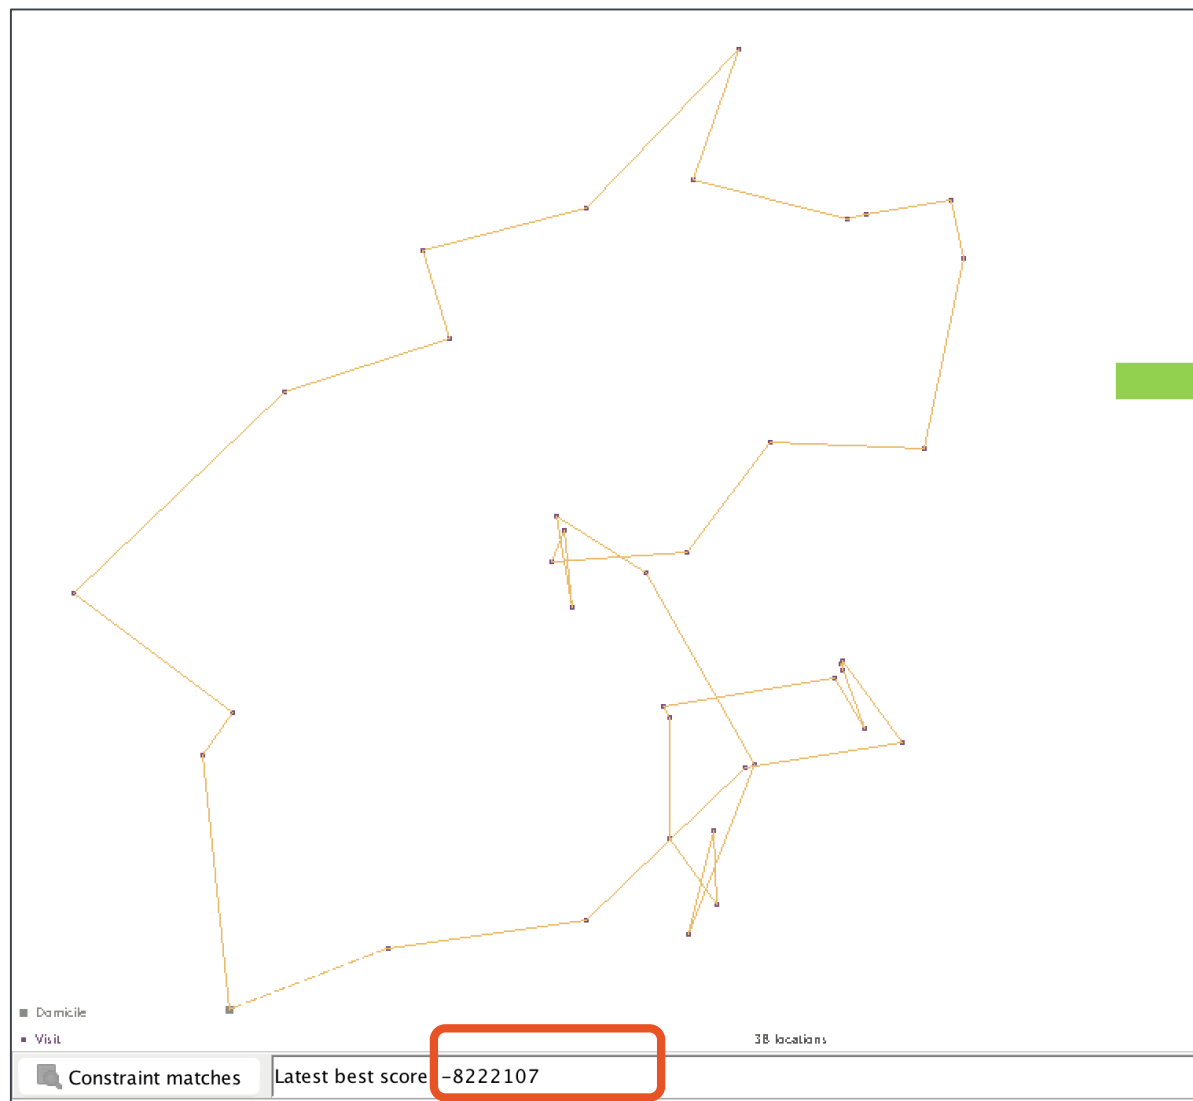 Domicile
Visit
38 locations
Constraint matches
Latest best score -8222107